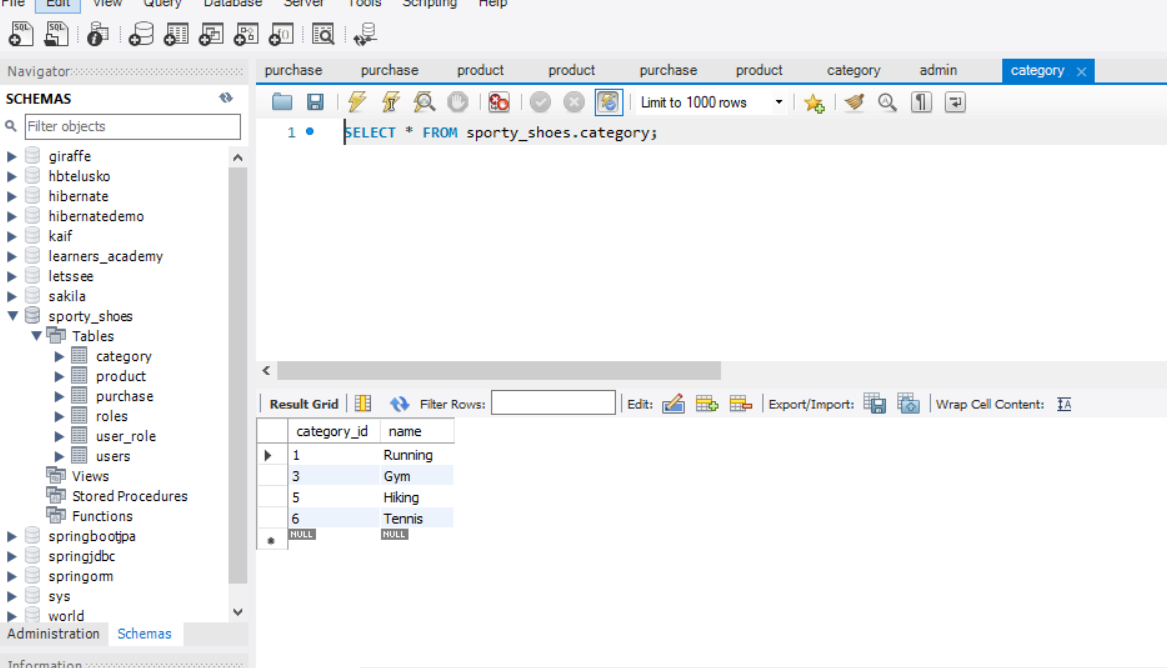 File Edit View Query Database Server Tools Scripting Help
SQL SQL
Navigator
purchase purchase product product purchase product category admin category
SCHEMAS
Limit to 1000 rows
Filter objects
1 SELECT * FROM sporty_shoes.category;
giraffe
hbtelusko
hibernate
hibernatedemo
kaif
learners_academy
letssee
sakila
sporty_shoes
Tables
category
product
purchase
roles
user_role
users
Views
Stored Procedures
Functions
springbootjpa
springjdbc
springorm
sys
world
Administration Schemas
Information
Result Grid Filter Rows: Edit: Export/Import: Wrap Cell Content:
category_id name
1 Running
3 Gym
5 Hiking
6 Tennis
NULL NULL